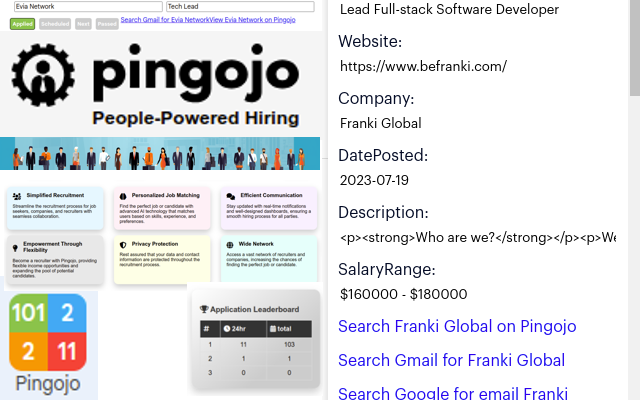 Evia Network
Tech Lead
Applied
Scheduled
Next
Passed
Search Gmail for Evia NetworkView Evia Network on Pingojo
pingojo
People-Powered Hiring
Simplified Recruitment
Streamline the recruitment process for job
seekers, companies, and recruiters with
seamless collaboration.
Personalized Job Matching
Find the perfect job or candidate with
advanced AI technology that matches
users based on skills, experience, and
preferences.
Efficient Communication
Stay updated with real-time notifications
and well-designed dashboards, ensuring a
smooth hiring process for all parties.
Empowerment Through
Flexibility
Become a recruiter with Pingojo, providing
flexible income opportunities and
expanding the pool of potential
candidates.
Privacy Protection
Rest assured that your data and contact
information are protected throughout the
recruitment process.
Wide Network
Access a vast network of recruiters and
companies, increasing the chances of
finding the perfect job or candidate.
101
2
2
11
Pingojo
Application Leaderboard
# 24hr total
1 11 103
2 1 1
3 0 0
Lead Full-stack Software Developer
Website:
https://www.befranki.com/
Company:
Franki Global
DatePosted:
2023-07-19
Description:
<p><strong>Who are we?</strong></p><p>We
SalaryRange:
$160000 - $180000
Search Franki Global on Pingojo
Search Gmail for Franki Global
Search Google for email Franki